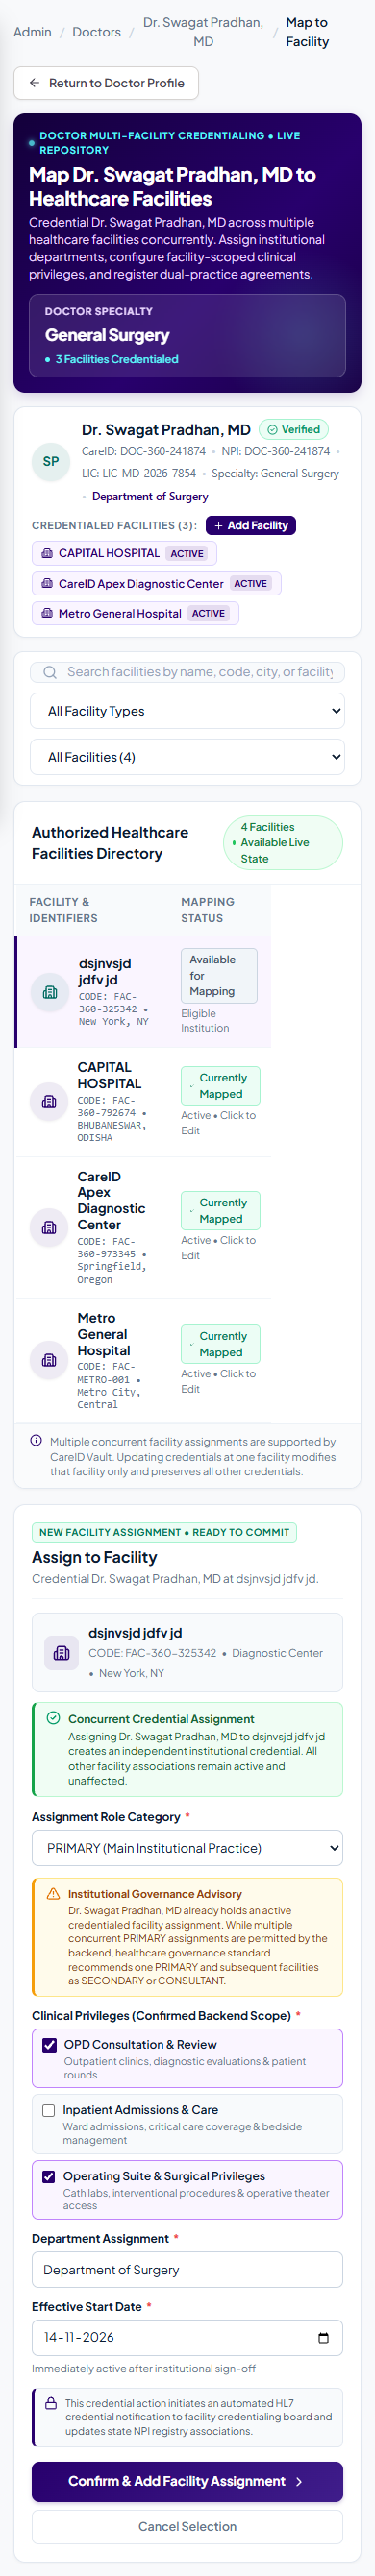 Admin / Doctors / Dr. Swagat Pradhan, MD / Map to Facility
← Return to Doctor Profile
DOCTOR MULTI-FACILITY CREDENTIALING • LIVE
REPOSITORY
Map Dr. Swagat Pradhan, MD to
Healthcare Facilities
Credential Dr. Swagat Pradhan, MD across multiple
healthcare facilities concurrently. Assign institutional
departments, configure facility-scoped clinical
privileges, and register dual-practice agreements.
DOCTOR SPECIALTY
General Surgery
• 3 Facilities Credentialed
SP
Dr. Swagat Pradhan, MD Verified
CareID: DOC-360-241874 • NPI: DOC-360-241874 •
LIC: LIC-MD-2026-7854 • Specialty: General Surgery
• Department of Surgery
CREDENTIALED FACILITIES (3): + Add Facility
CAPITAL HOSPITAL ACTIVE
CareID Apex Diagnostic Center ACTIVE
Metro General Hospital ACTIVE
Search facilities by name, code, city, or facility
All Facility Types
All Facilities (4)
Authorized Healthcare
Facilities Directory
• 4 Facilities
Available Live
State
FACILITY &
IDENTIFIERS
MAPPING
STATUS
dsjnvsjd
jdfv jd
CODE: FAC-
360-325342 •
New York, NY
Available
for
Mapping
Eligible
Institution
CAPITAL
HOSPITAL
CODE: FAC-
360-792674 •
BHUBANESWAR,
ODISHA
Currently
Mapped
Active • Click to
Edit
CareID
Apex
Diagnostic
Center
CODE: FAC-
360-973345 •
Springfield,
Oregon
Currently
Mapped
Active • Click to
Edit
Metro
General
Hospital
CODE: FAC-
METRO-001 •
Metro City,
Central
Currently
Mapped
Active • Click to
Edit
Multiple concurrent facility assignments are supported by
CareID Vault. Updating credentials at one facility modifies
that facility only and preserves all other credentials.
NEW FACILITY ASSIGNMENT • READY TO COMMIT
Assign to Facility
Credential Dr. Swagat Pradhan, MD at dsjnvsjd jdfv jd.
dsjnvsjd jdfv jd
CODE: FAC-360-325342 • Diagnostic Center
• New York, NY
Concurrent Credential Assignment
Assigning Dr. Swagat Pradhan, MD to dsjnvsjd jdfv jd
creates an independent institutional credential. All
other facility associations remain active and
unaffected.
Assignment Role Category *
PRIMARY (Main Institutional Practice)
Institutional Governance Advisory
Dr. Swagat Pradhan, MD already holds an active
credentialed facility assignment. While multiple
concurrent PRIMARY assignments are permitted by the
backend, healthcare governance standard
recommends one PRIMARY and subsequent facilities
as SECONDARY or CONSULTANT.
Clinical Privileges (Confirmed Backend Scope) *
OPD Consultation & Review
Outpatient clinics, diagnostic evaluations & patient
rounds
Inpatient Admissions & Care
Ward admissions, critical care coverage & bedside
management
Operating Suite & Surgical Privileges
Cath labs, interventional procedures & operative theater
access
Department Assignment *
Department of Surgery
Effective Start Date *
14-11-2026
Immediately active after institutional sign-off
This credential action initiates an automated HL7
credential notification to facility credentialing board and
updates state NPI registry associations.
Confirm & Add Facility Assignment >
Cancel Selection